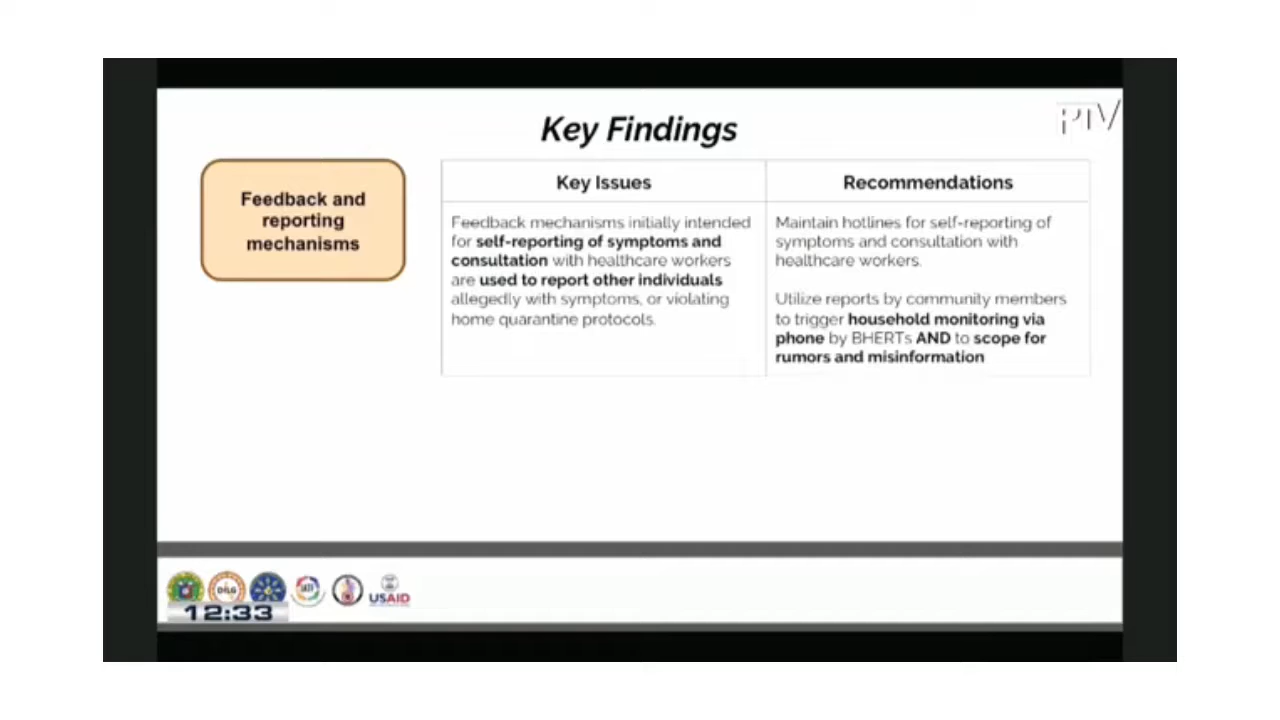 Key Findings
PTV
Feedback and
reporting
mechanisms
Key Issues
Feedback mechanisms initially intended
for self-reporting of symptoms and
consultation with healthcare workers
are used to report other individuals
allegedly with symptoms, or violating
home quarantine protocols.
Recommendations
Maintain hotlines for self-reporting of
symptoms and consultation with
healthcare workers.
Utilize reports by community members
to trigger household monitoring via
phone by BHERTs AND to scope for
rumors and misinformation
DILG
USAID
12:33